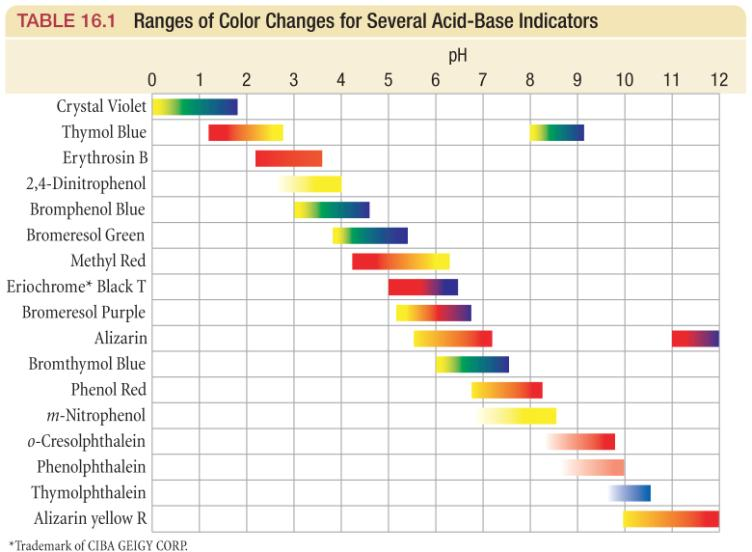 TABLE 16.1 Ranges of Color Changes for Several Acid-Base Indicators
pH
0 1 2 3 4 5 6 7 8 9 10 11 12
Crystal Violet
Thymol Blue
Erythrosin B
2,4-Dinitrophenol
Bromphenol Blue
Bromeresol Green
Methyl Red
Eriochrome* Black T
Bromeresol Purple
Alizarin
Bromthymol Blue
Phenol Red
m-Nitrophenol
o-Cresolphthalein
Phenolphthalein
Thymolphthalein
Alizarin yellow R
*Trademark of CIBA GEIGY CORP.